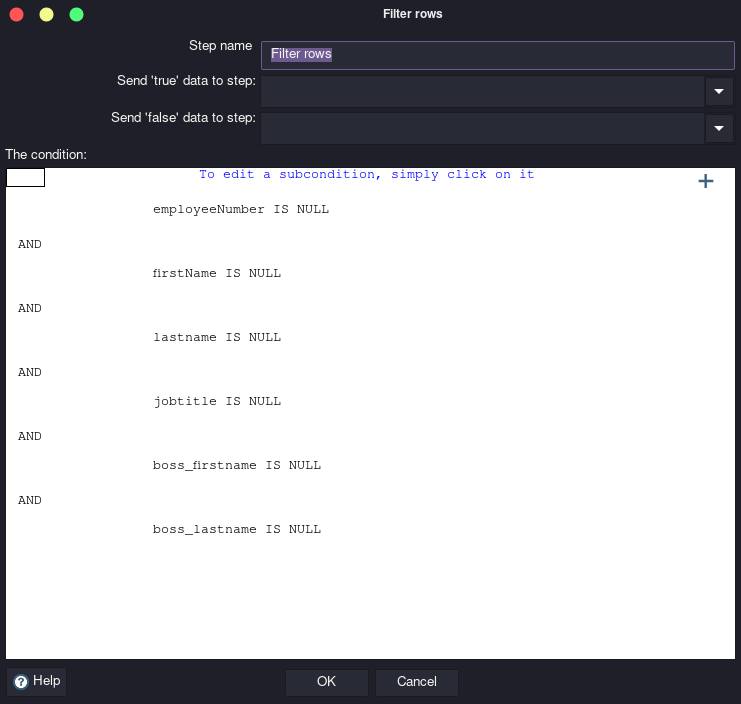 Filter rows
Step name
Filter rows
Send 'true' data to step:
Send 'false' data to step:
The condition:
To edit a subcondition, simply click on it
employeeNumber IS NULL
AND
firstName IS NULL
AND
lastname IS NULL
AND
jobtitle IS NULL
AND
boss_firstname IS NULL
AND
boss_lastname IS NULL
Help
OK
Cancel